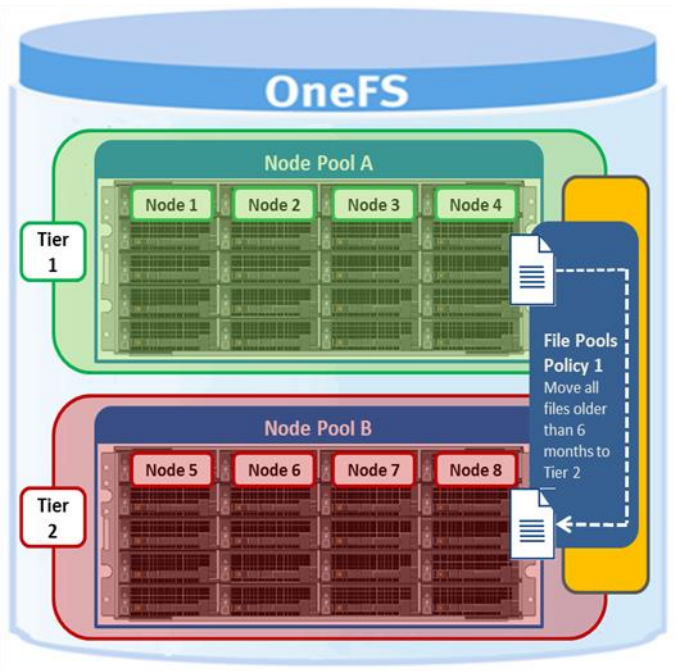 OneFS
Node Pool A
Node 1
Node 2
Node 3
Node 4
Tier
1
File Pools
Policy 1
Move all
files older
than 6
months to
Tier 2
Node Pool B
Node 5
Node 6
Node 7
Node 8
Tier
2